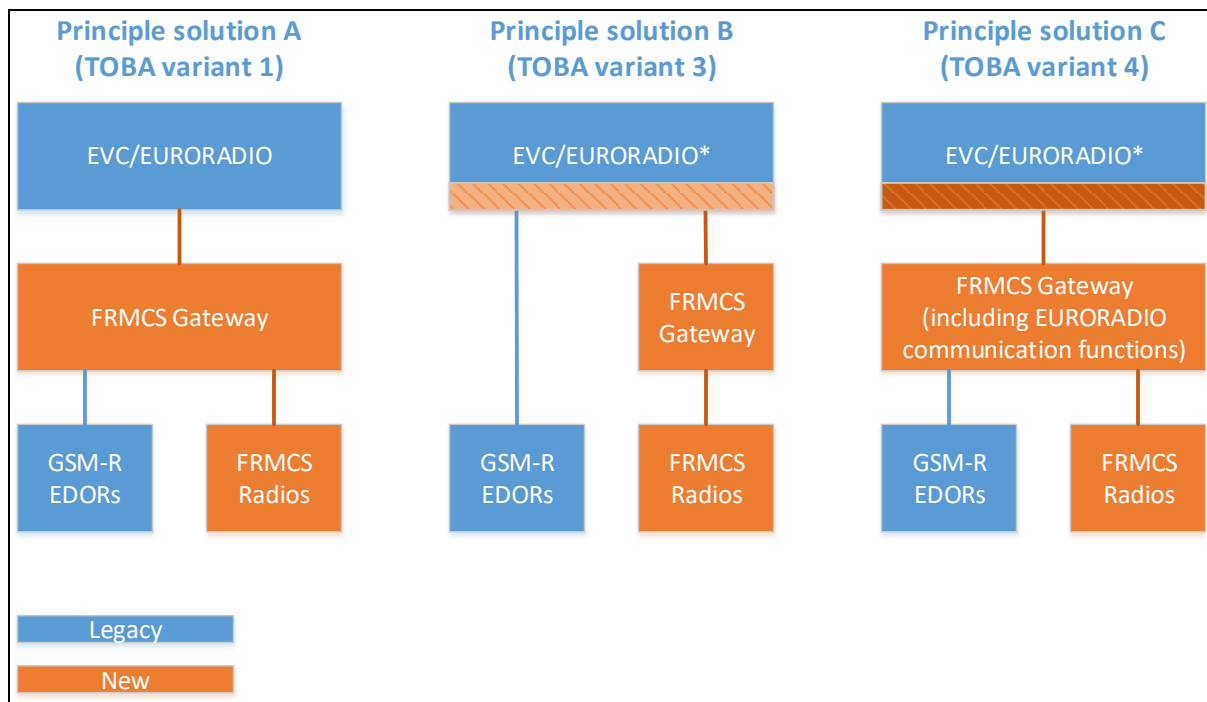 Principle solution A
(TOBA variant 1)
Principle solution B
(TOBA variant 3)
Principle solution C
(TOBA variant 4)
EVC/EURORADIO
EVC/EURORADIO*
EVC/EURORADIO*
FRMCS Gateway
FRMCS
Gateway
FRMCS Gateway
(including EURORADIO
communication functions)
GSM-R
EDORs
FRMCS
Radios
GSM-R
EDORs
FRMCS
Radios
GSM-R
EDORs
FRMCS
Radios
Legacy
New